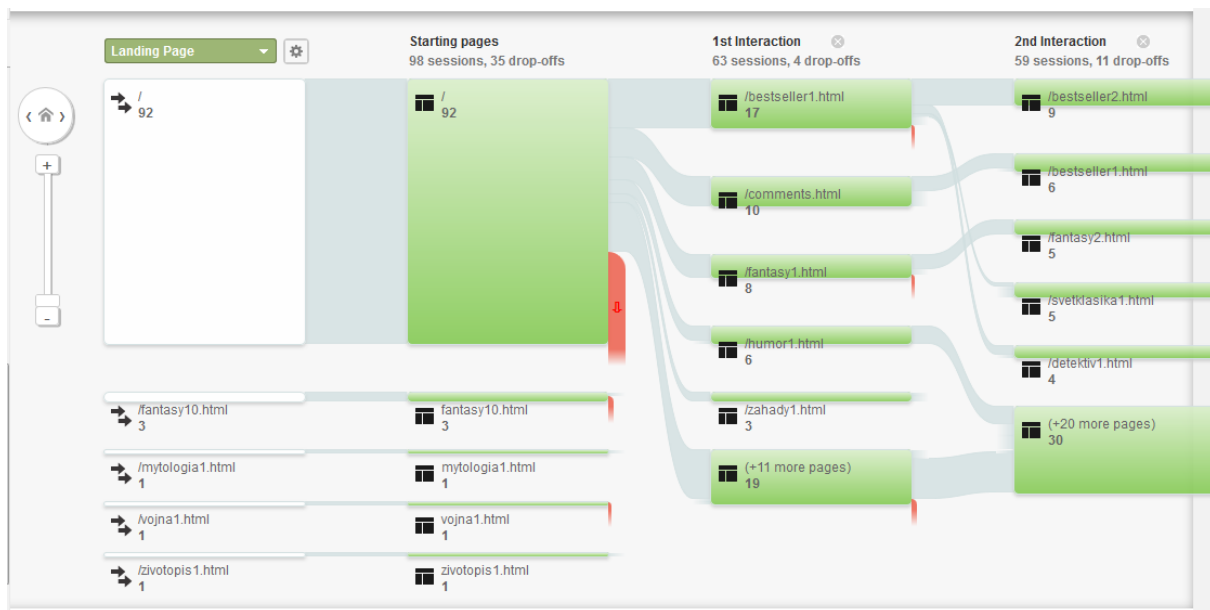 Landing Page
Starting pages
98 sessions, 35 drop-offs
1st Interaction
63 sessions, 4 drop-offs
2nd Interaction
59 sessions, 11 drop-offs
/
92
/fantasy10.html
3
/mytologia1.html
1
/vojna1.html
1
/zivotopis1.html
1
/
92
fantasy10.html
3
mytologia1.html
1
vojna1.html
1
zivotopis1.html
1
/bestseller1.html
17
/comments.html
10
/fantasy1.html
8
/humor1.html
6
/zahady1.html
3
(+11 more pages)
19
/bestseller2.html
9
/bestseller1.html
6
/fantasy2.html
5
/svetklasika1.html
5
/detektiv1.html
4
(+20 more pages)
30
+
-